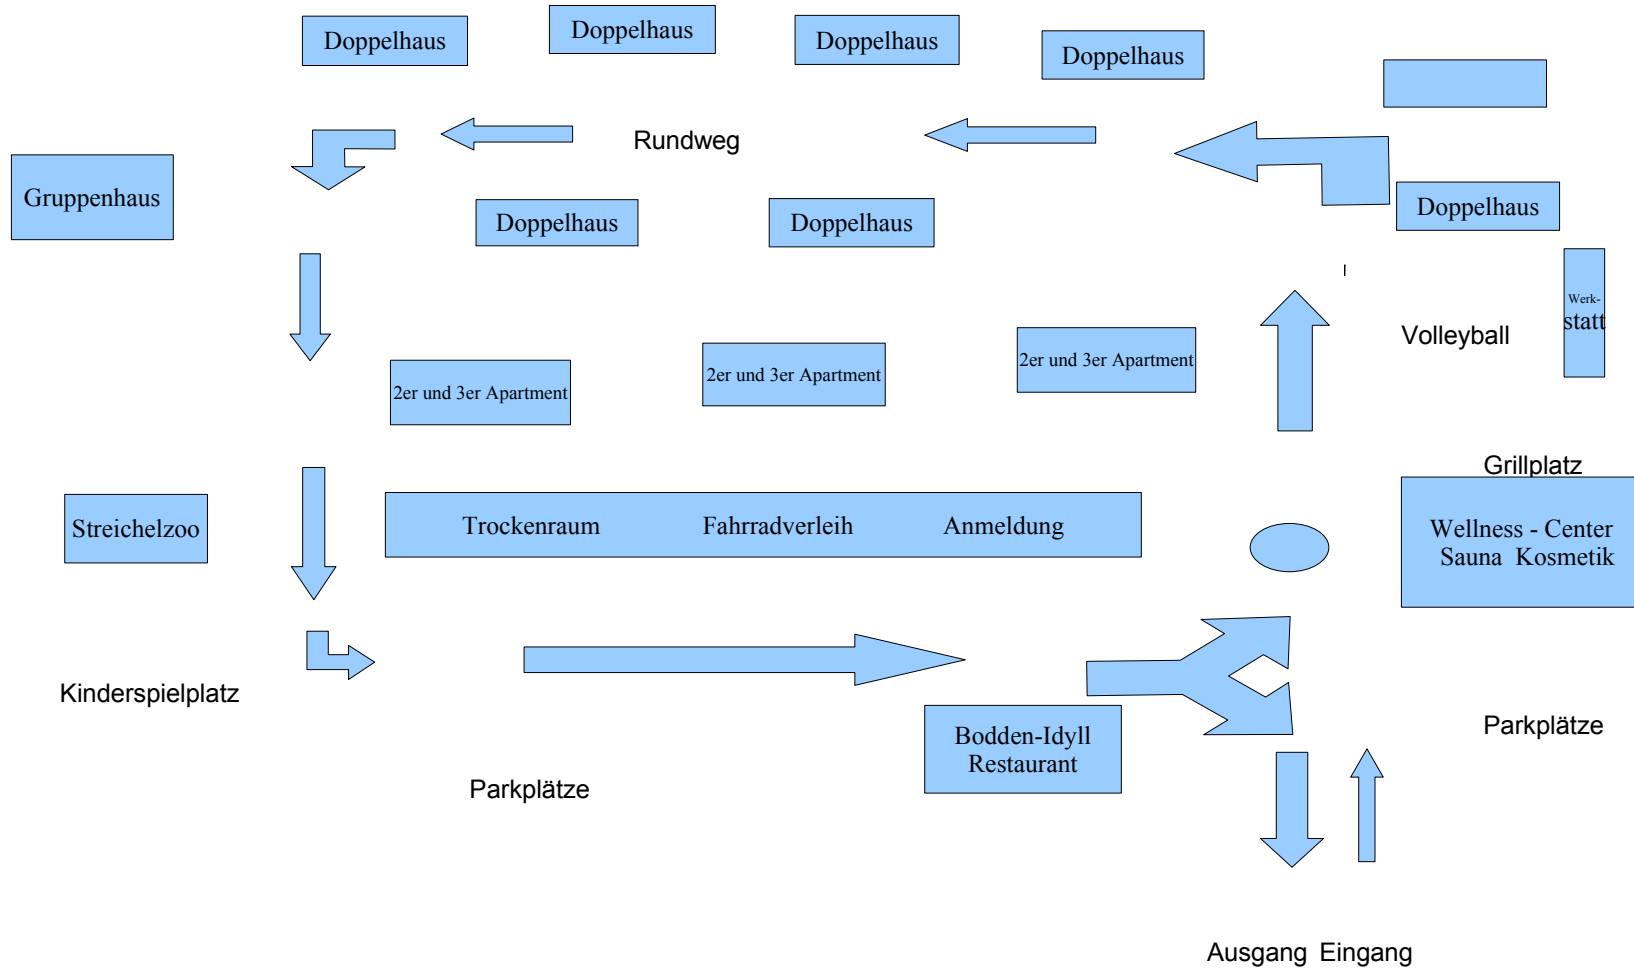 Doppelhaus
Doppelhaus
Doppelhaus
Doppelhaus
Rundweg
Gruppenhaus
Doppelhaus
Doppelhaus
Doppelhaus
Werk-
statt
Volleyball
2er und 3er Apartment
2er und 3er Apartment
2er und 3er Apartment
Grillplatz
Streichelzoo
Trockenraum Fahrradverleih Anmeldung
Wellness - Center
Sauna Kosmetik
Kinderspielplatz
Bodden-Idyll
Restaurant
Parkplätze
Parkplätze
Ausgang Eingang